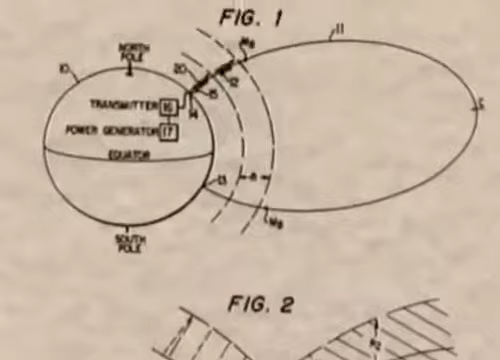 FIG. 1
NORTH
POLE
10
11
20
12
15
14
TRANSMITTER 16
POWER GENERATOR 17
EQUATOR
13
SOUTH
POLE
FIG. 2